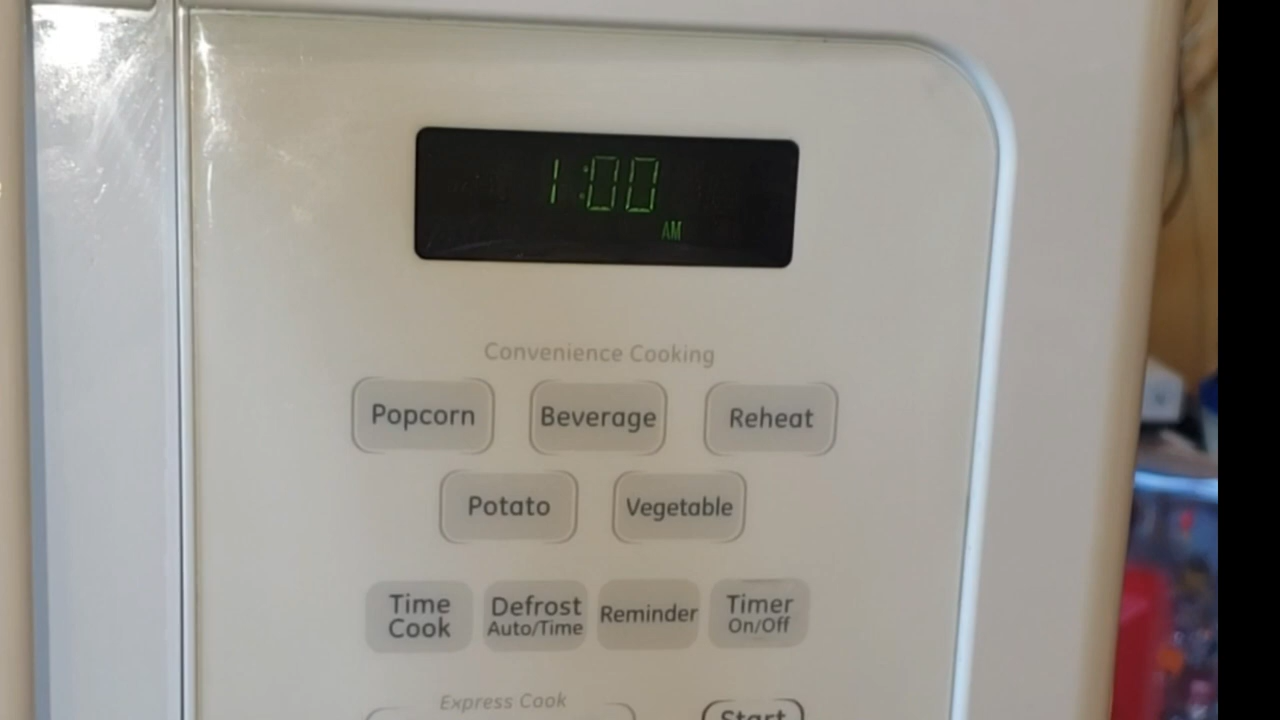 1:00
AM
Convenience Cooking
Popcorn
Beverage
Reheat
Potato
Vegetable
Time
Cook
Defrost
Auto/Time
Reminder
Timer
On/Off
Express Cook
Start